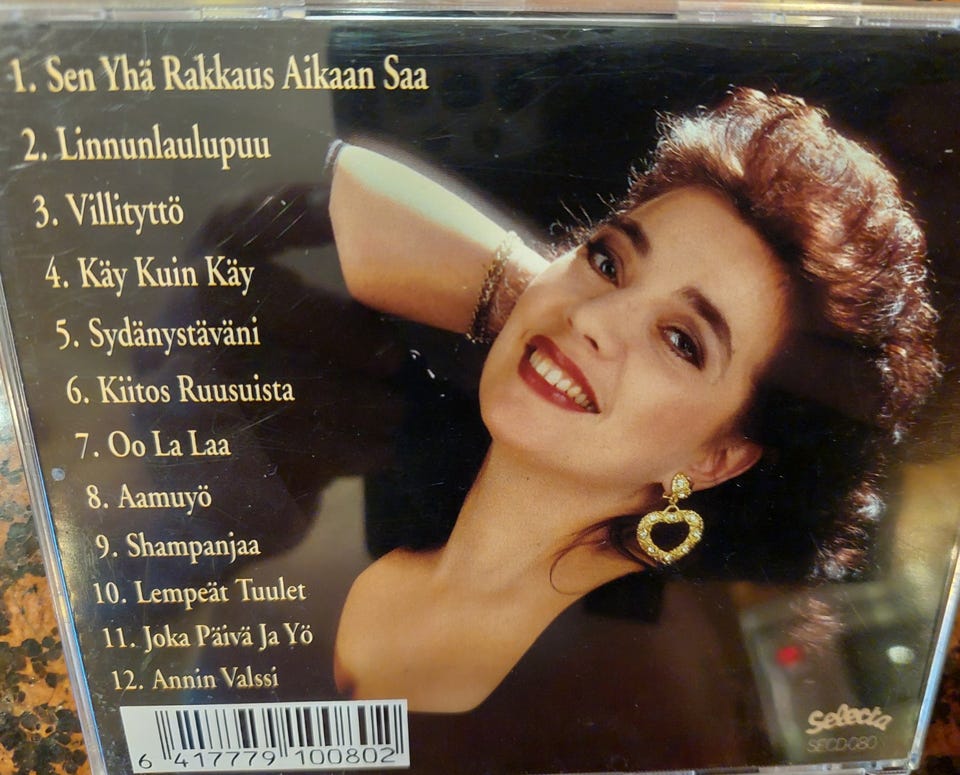 1. Sen Yhä Rakkaus Aikaan Saa
2. Linnunlaulupuu
3. Villityttö
4. Käy Kuin Käy
5. Sydänystäväni
6. Kiitos Ruusuista
7. Oo La Laa
8. Aamuyö
9. Shampanjaa
10. Lempeät Tuulet
11. Joka Päivä Ja Yö
12. Annin Valssi
6 417779 100802
Selecta
SECD-080